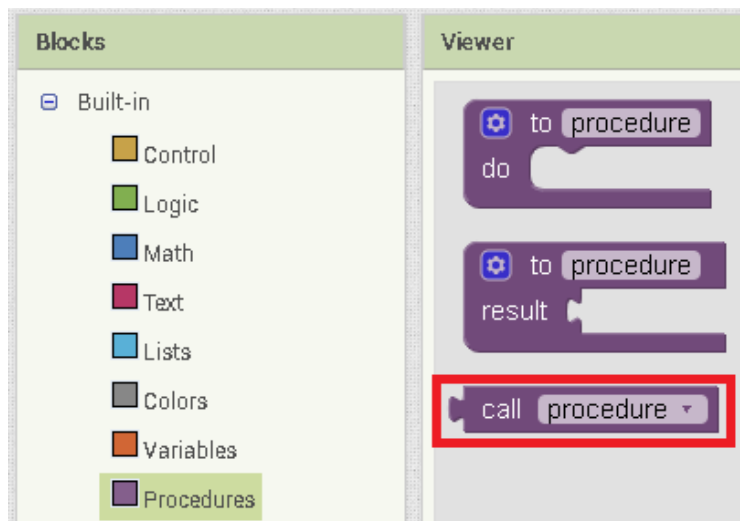 Blocks
Built-in
Control
Logic
Math
Text
Lists
Colors
Variables
Procedures
Viewer
to procedure
do
to procedure
result
call procedure